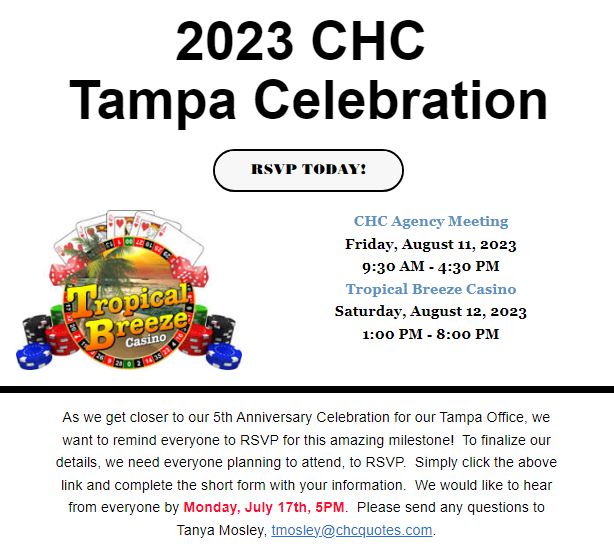 2023 CHC
Tampa Celebration
RSVP TODAY!
Tropical
Breeze
Casino
CHC Agency Meeting
Friday, August 11, 2023
9:30 AM - 4:30 PM
Tropical Breeze Casino
Saturday, August 12, 2023
1:00 PM - 8:00 PM
As we get closer to our 5th Anniversary Celebration for our Tampa Office, we
want to remind everyone to RSVP for this amazing milestone!  To finalize our
details, we need everyone planning to attend, to RSVP.  Simply click the above
link and complete the short form with your information.  We would like to hear
from everyone by Monday, July 17th, 5PM.  Please send any questions to
Tanya Mosley, tmosley@chcquotes.com.